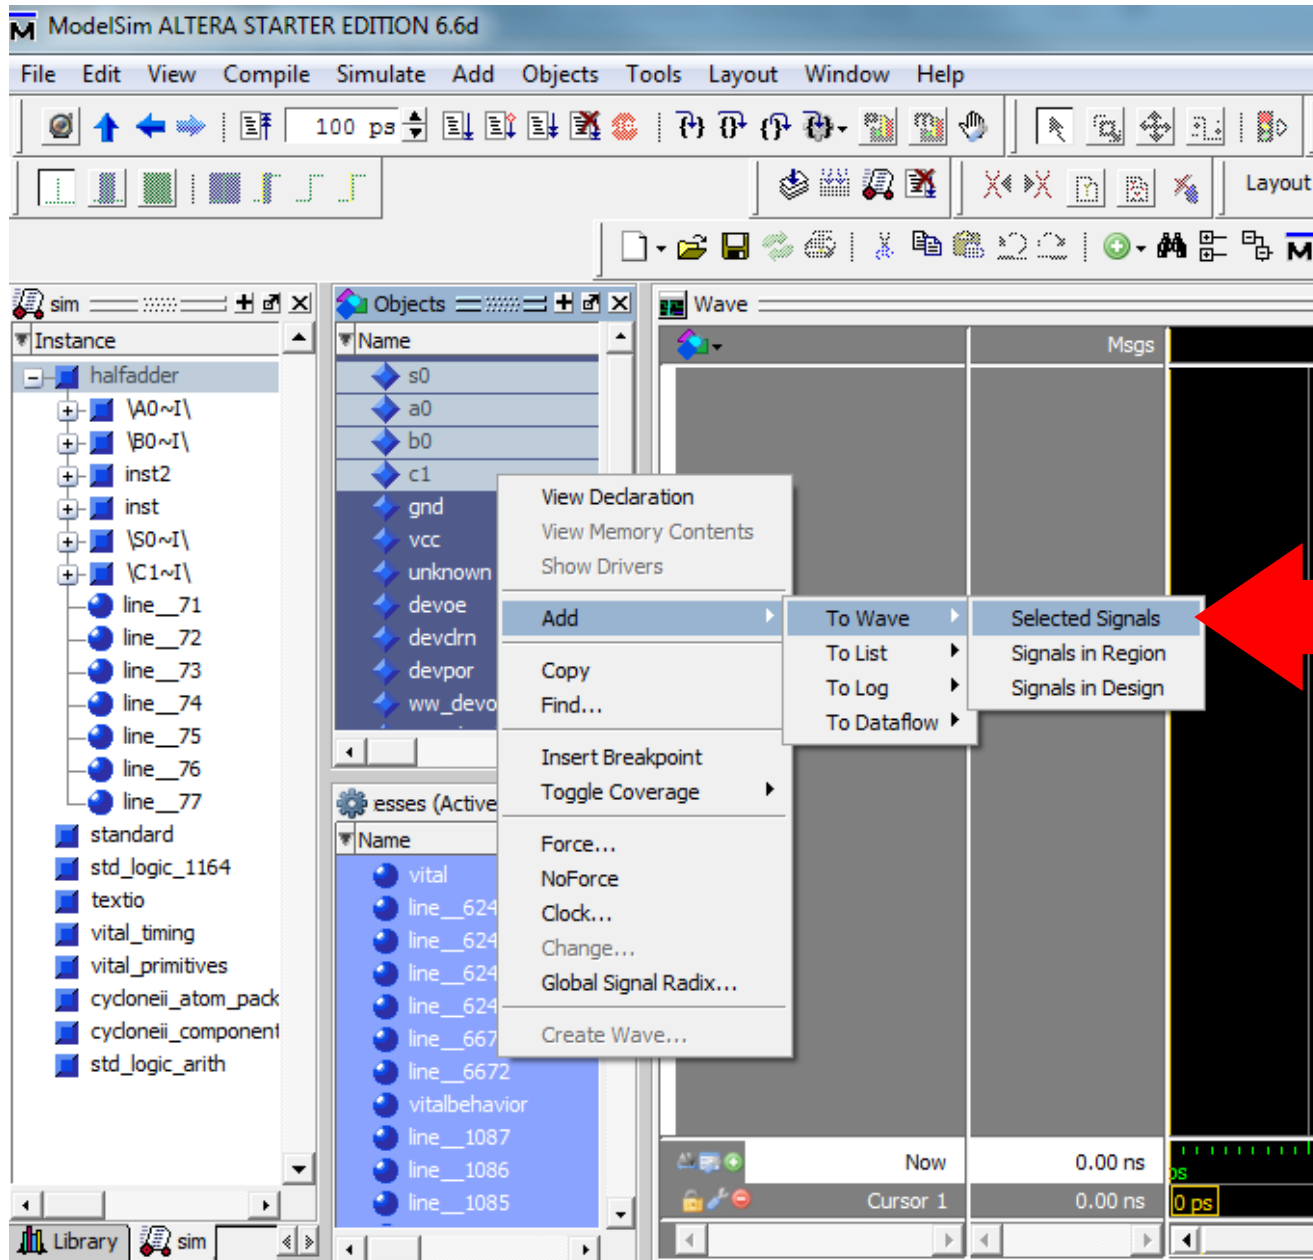 ModelSim ALTERA STARTER EDITION 6.6d
File Edit View Compile Simulate Add Objects Tools Layout Window Help
100 ps
Layout
sim
Instance
halfadder
\A0~I\
\B0~I\
inst2
inst
\S0~I\
\C1~I\
line__71
line__72
line__73
line__74
line__75
line__76
line__77
standard
std_logic_1164
textio
vital_timing
vital_primitives
cycloneii_atom_pack
cycloneii_component
std_logic_arith
Library
sim
Objects
Name
s0
a0
b0
c1
gnd
vcc
unknown
devoe
devclrn
devpor
ww_devo
esses (Active
Name
vital
line__624
line__624
line__624
line__624
line__667
line__6672
vitalbehavior
line__1087
line__1086
line__1085
View Declaration
View Memory Contents
Show Drivers
Add
Copy
Find...
Insert Breakpoint
Toggle Coverage
Force...
NoForce
Clock...
Change...
Global Signal Radix...
Create Wave...
To Wave
To List
To Log
To Dataflow
Selected Signals
Signals in Region
Signals in Design
Wave
Msgs
Now 0.00 ns
ps
Cursor 1 0.00 ns
0 ps